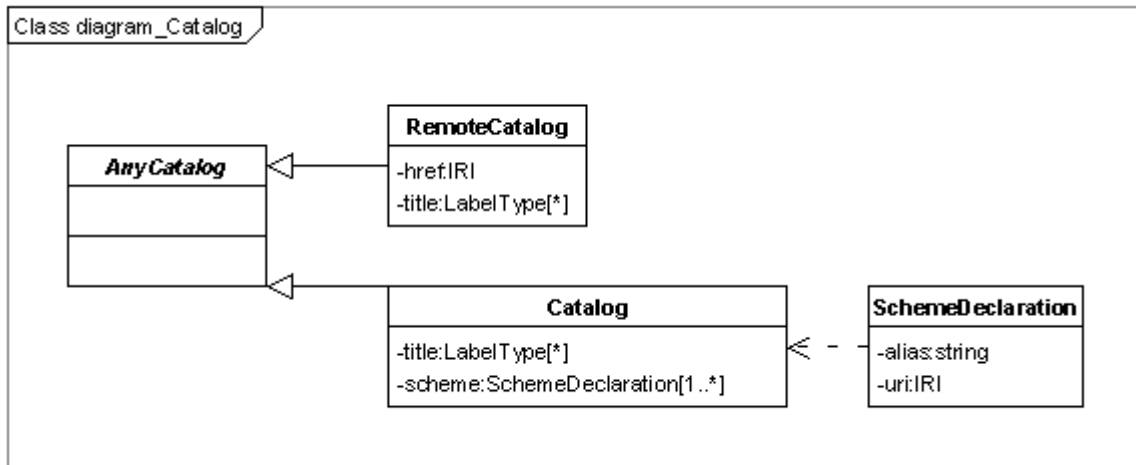 Class diagram_Catalog
RemoteCatalog
-href:IRI
-title:LabelType[*]
AnyCatalog
Catalog
-title:LabelType[*]
-scheme:SchemeDeclaration[1..*]
SchemeDeclaration
-alias:string
-uri:IRI